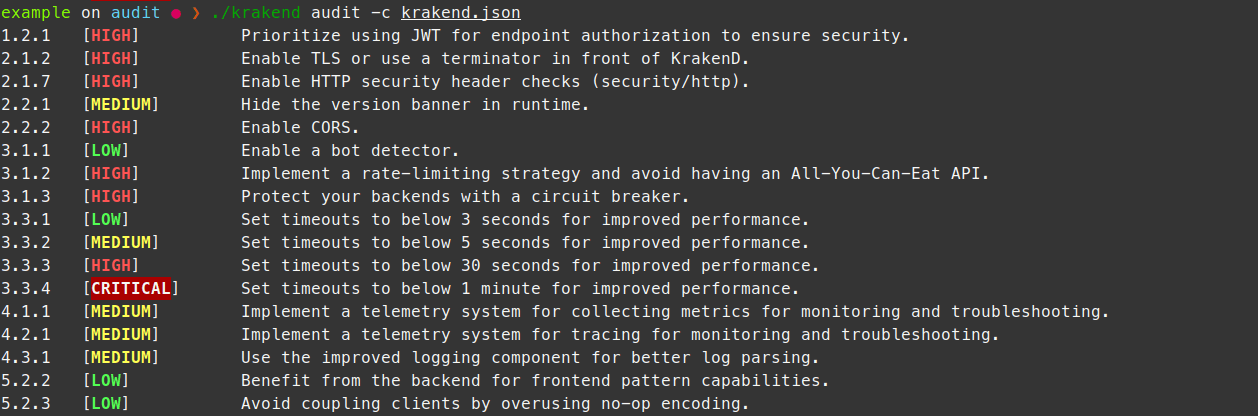 example on audit ● ❯ ./krakend audit -c krakend.json
1.2.1 [HIGH] Prioritize using JWT for endpoint authorization to ensure security.
2.1.2 [HIGH] Enable TLS or use a terminator in front of KrakenD.
2.1.7 [HIGH] Enable HTTP security header checks (security/http).
2.2.1 [MEDIUM] Hide the version banner in runtime.
2.2.2 [HIGH] Enable CORS.
3.1.1 [LOW] Enable a bot detector.
3.1.2 [HIGH] Implement a rate-limiting strategy and avoid having an All-You-Can-Eat API.
3.1.3 [HIGH] Protect your backends with a circuit breaker.
3.3.1 [LOW] Set timeouts to below 3 seconds for improved performance.
3.3.2 [MEDIUM] Set timeouts to below 5 seconds for improved performance.
3.3.3 [HIGH] Set timeouts to below 30 seconds for improved performance.
3.3.4 [CRITICAL] Set timeouts to below 1 minute for improved performance.
4.1.1 [MEDIUM] Implement a telemetry system for collecting metrics for monitoring and troubleshooting.
4.2.1 [MEDIUM] Implement a telemetry system for tracing for monitoring and troubleshooting.
4.3.1 [MEDIUM] Use the improved logging component for better log parsing.
5.2.2 [LOW] Benefit from the backend for frontend pattern capabilities.
5.2.3 [LOW] Avoid coupling clients by overusing no-op encoding.